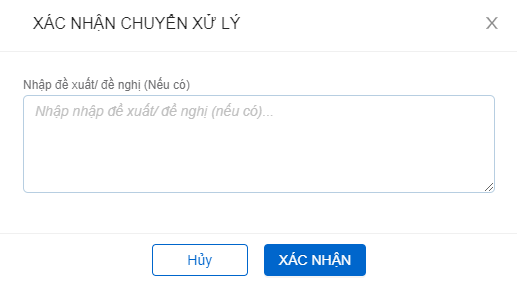 XÁC NHẬN CHUYỂN XỬ LÝ X
Nhập đề xuất/ đề nghị (Nếu có)
Nhập nhập đề xuất/ đề nghị (nếu có)...
Hủy XÁC NHẬN